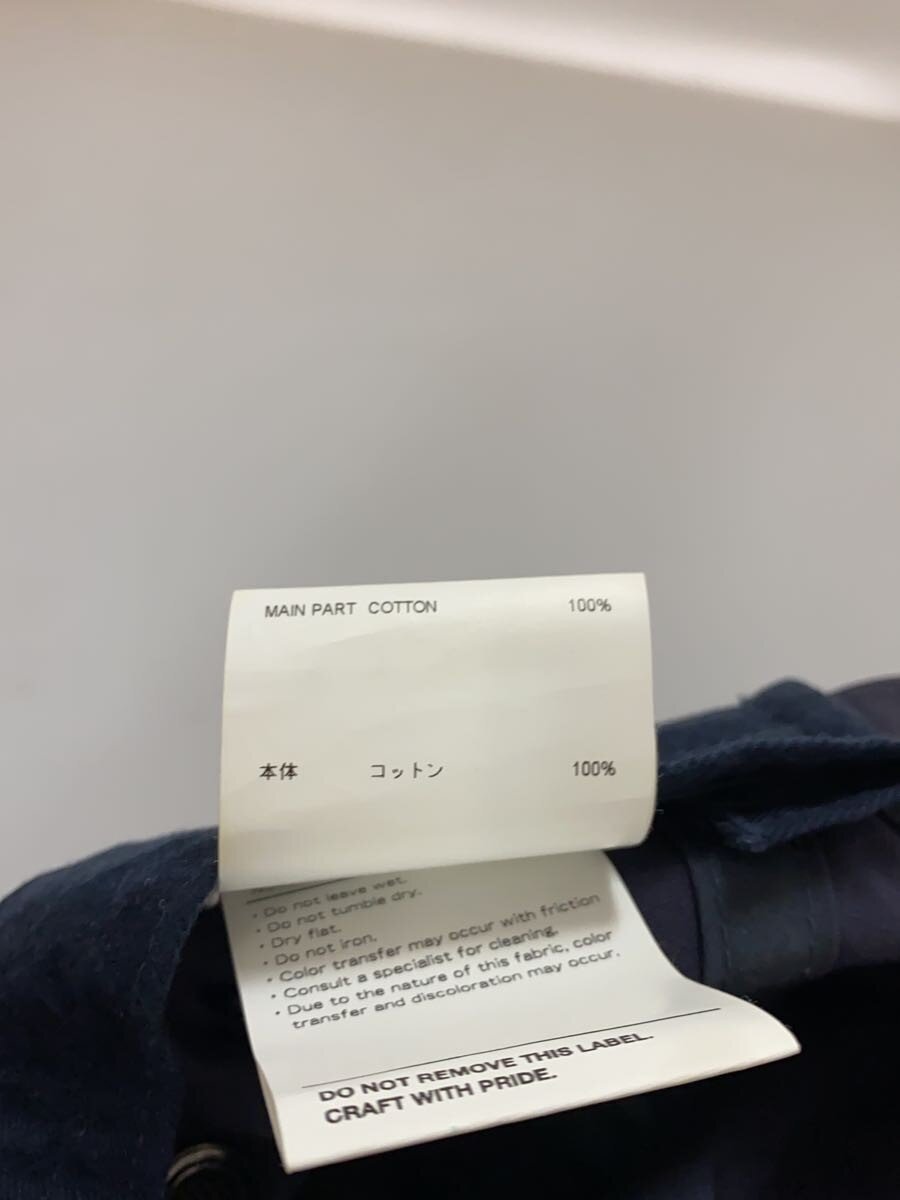 MAIN PART COTTON 100%
本体 コットン 100%
・Do not leave wet.
・Do not tumble dry.
・Dry flat.
・Do not iron.
・Color transfer may occur with friction
・Consult a specialist for cleaning.
・Due to the nature of this fabric, color
transfer and discoloration may occur.
DO NOT REMOVE THIS LABEL.
CRAFT WITH PRIDE.